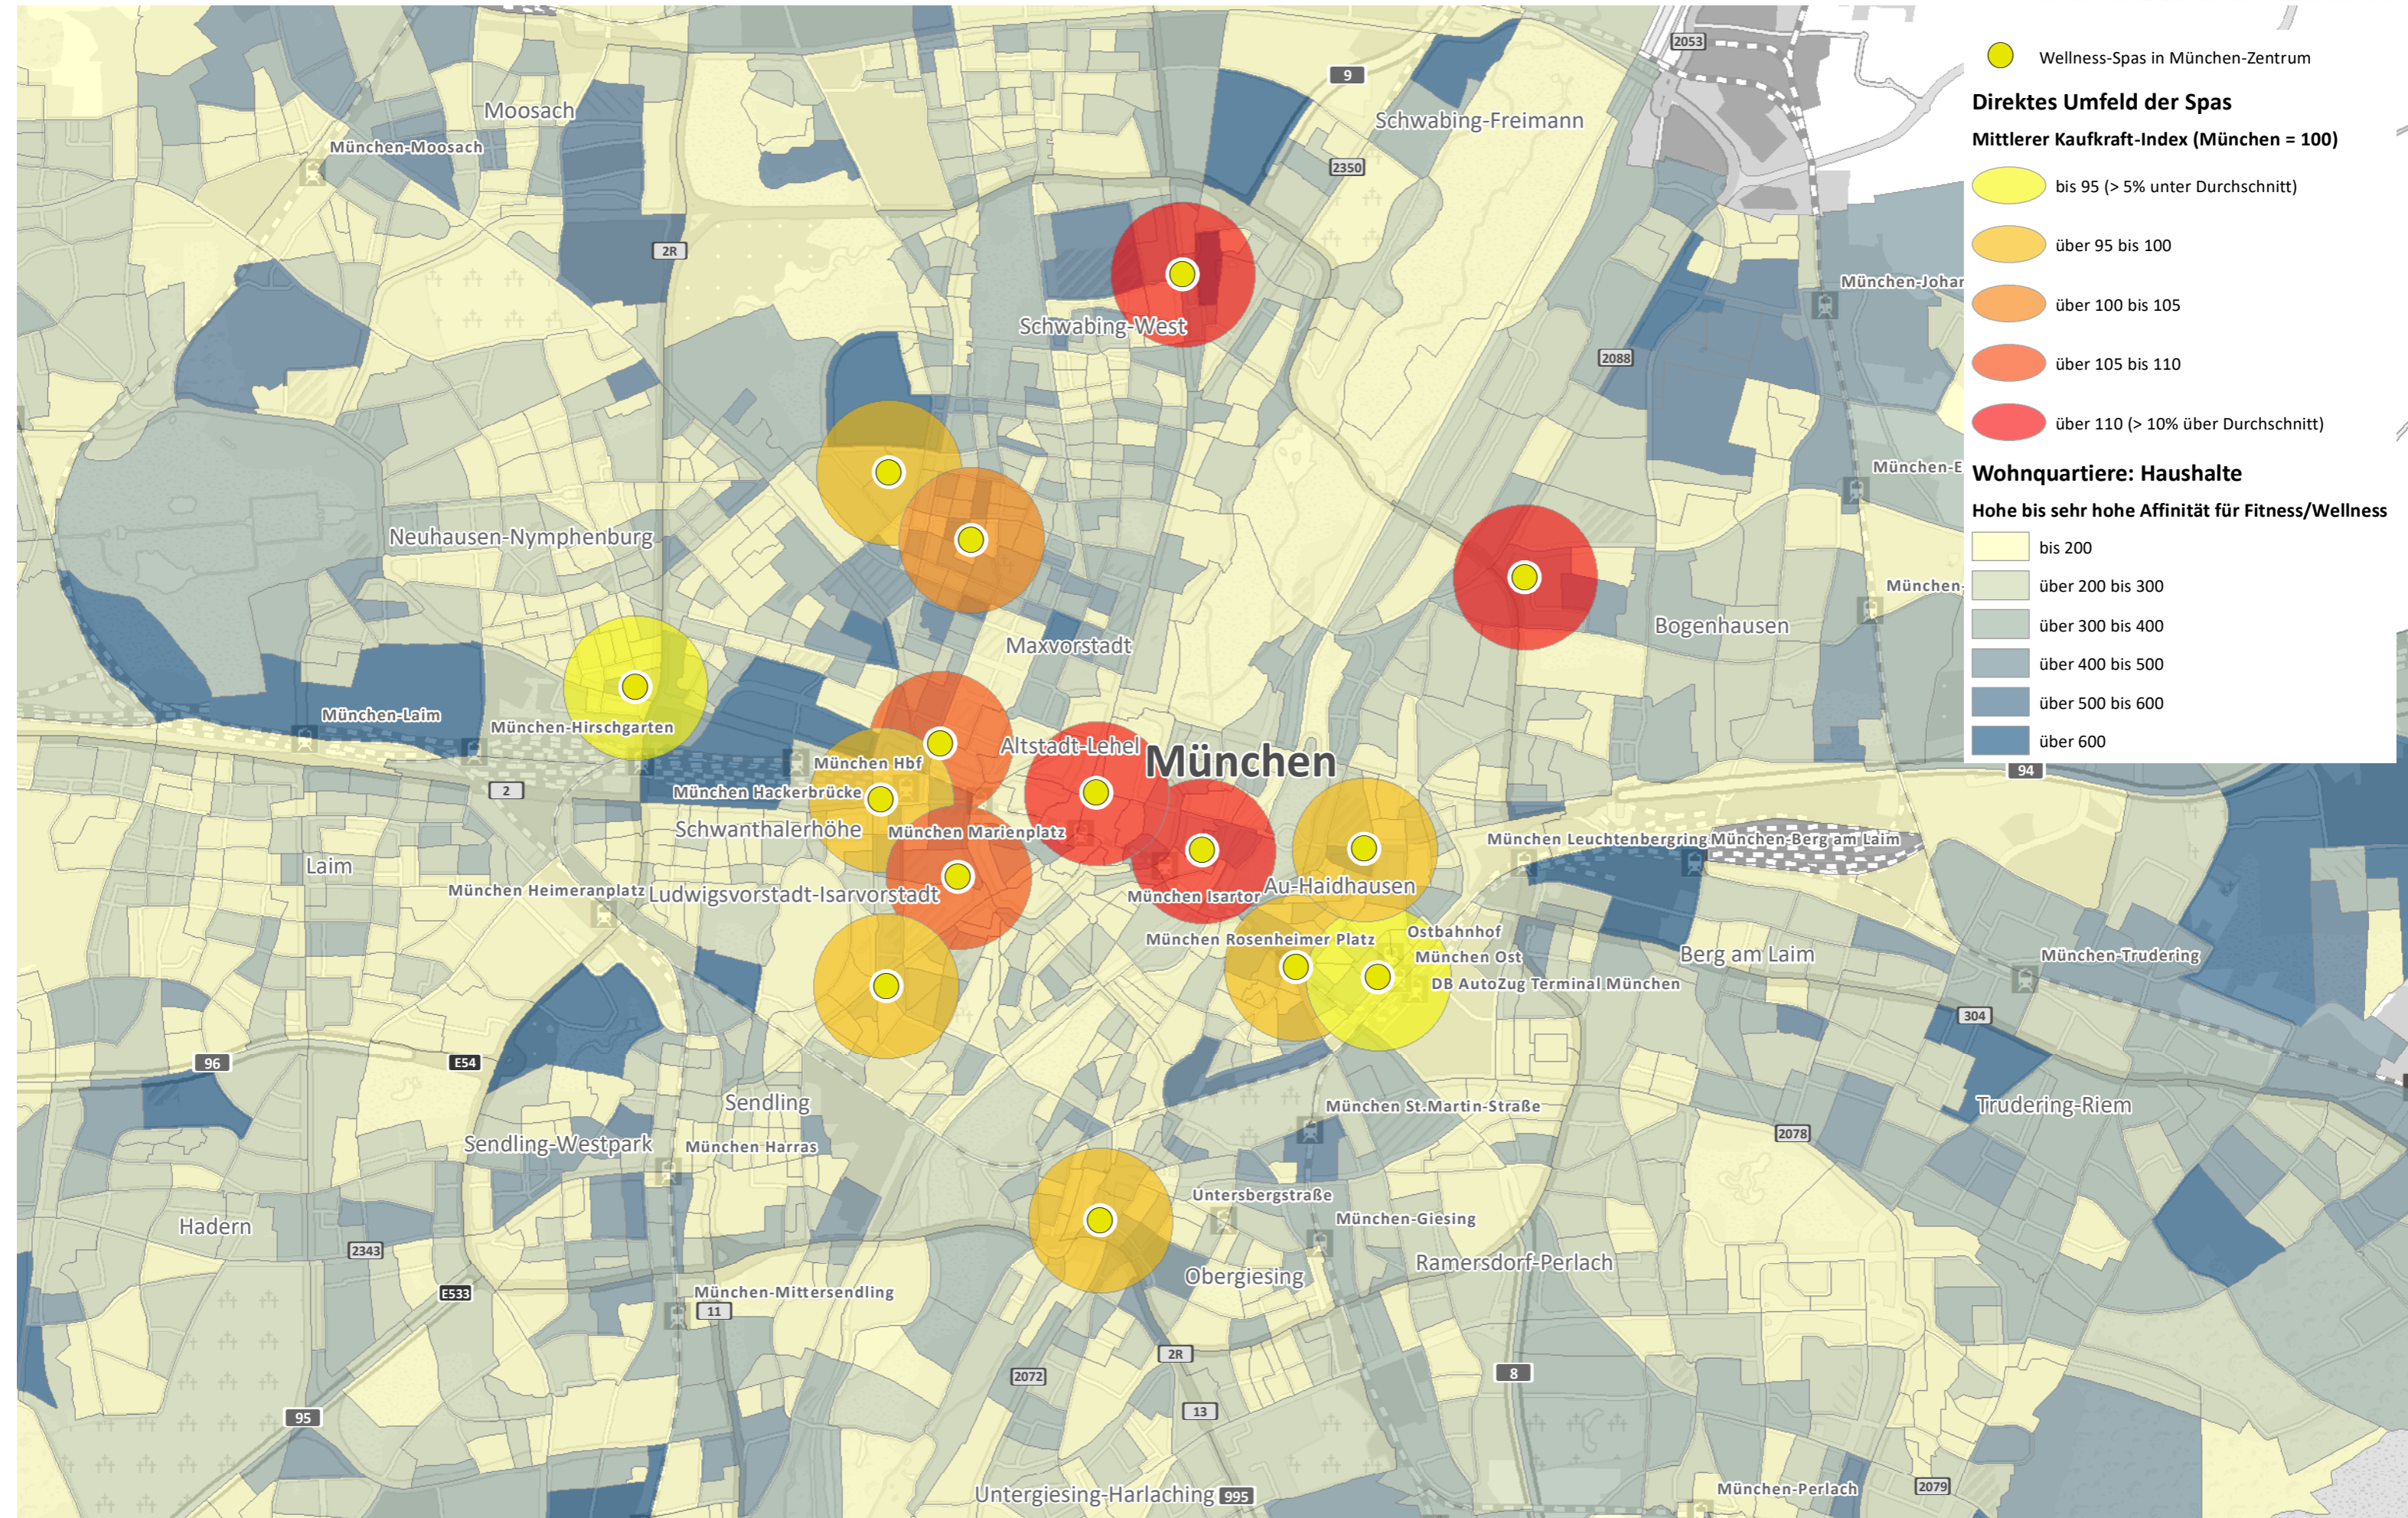 2053
Wellness-Spas in München-Zentrum
9
Direktes Umfeld der Spas
Moosach
Schwabing-Freimann
München-Moosach
Mittlerer Kaufkraft-Index (München = 100)
2350
bis 95 (> 5% unter Durchschnitt)
2R
über 95 bis 100
München-Johan
über 100 bis 105
Schwabing-West
2088
über 105 bis 110
über 110 (> 10% über Durchschnitt)
München-E
Wohnquartiere: Haushalte
Hohe bis sehr hohe Affinität für Fitness/Wellness
Neuhausen-Nymphenburg
bis 200
München-
über 200 bis 300
Bogenhausen
über 300 bis 400
Maxvorstadt
über 400 bis 500
München-Laim
über 500 bis 600
München-Hirschgarten
über 600
Altstadt-Lehel
München
München Hbf
94
2
München Hackerbrücke
Schwanthalerhöhe
München Marienplatz
München Leuchtenbergring
München-Berg am Laim
Laim
München Heimeranplatz
Ludwigsvorstadt-Isarvorstadt
München Isartor
Au-Haidhausen
München Rosenheimer Platz
Ostbahnhof
München Ost
Berg am Laim
München-Trudering
DB AutoZug Terminal München
304
96
E54
Sendling
München St.Martin-Straße
Trudering-Riem
Sendling-Westpark
München Harras
2078
Untersbergstraße
Hadern
München-Giesing
2343
Obergiesing
Ramersdorf-Perlach
E533
München-Mittersendling
11
2R
2072
8
13
95
Untergiesing-Harlaching
995
München-Perlach
2079